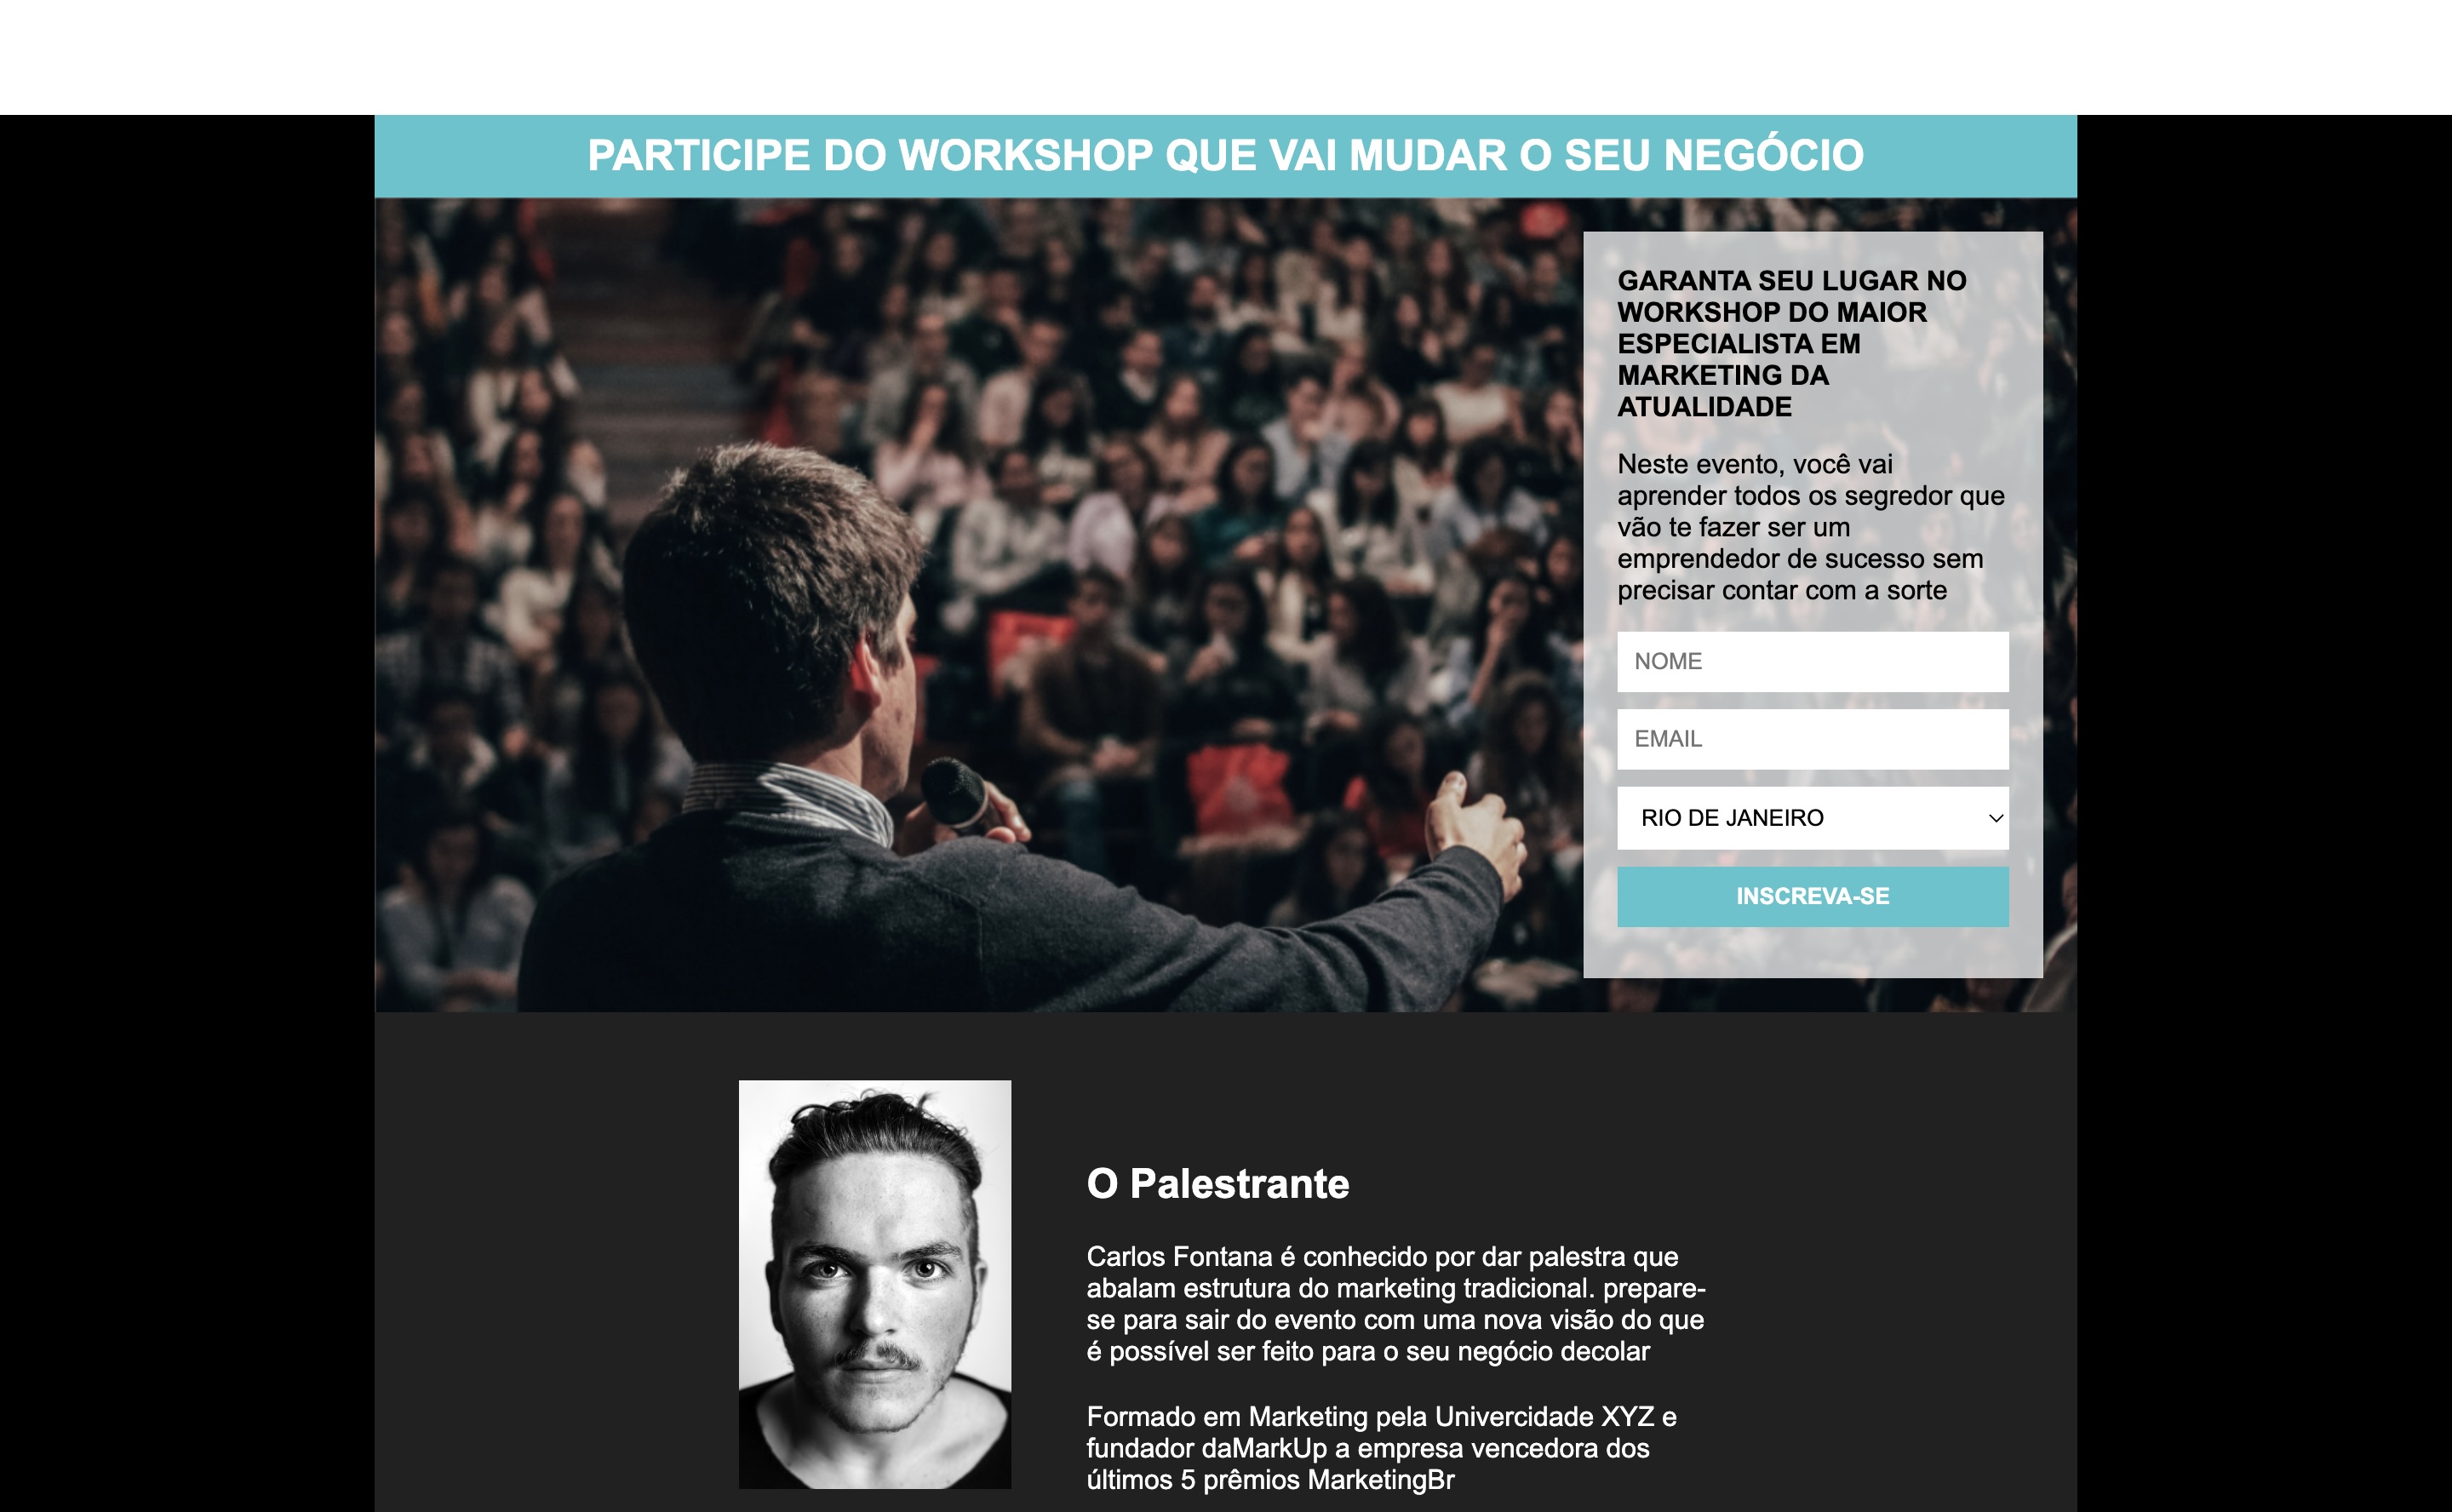 PARTICIPE DO WORKSHOP QUE VAI MUDAR O SEU NEGÓCIO
GARANTA SEU LUGAR NO
WORKSHOP DO MAIOR
ESPECIALISTA EM
MARKETING DA
ATUALIDADE
Neste evento, você vai
aprender todos os segredor que
vão te fazer ser um
emprendedor de sucesso sem
precisar contar com a sorte
NOME
EMAIL
RIO DE JANEIRO
INSCREVA-SE
O Palestrante
Carlos Fontana é conhecido por dar palestra que
abalam estrutura do marketing tradicional. prepare-
se para sair do evento com uma nova visão do que
é possível ser feito para o seu negócio decolar
Formado em Marketing pela Univercidade XYZ e
fundador daMarkUp a empresa vencedora dos
últimos 5 prêmios MarketingBr